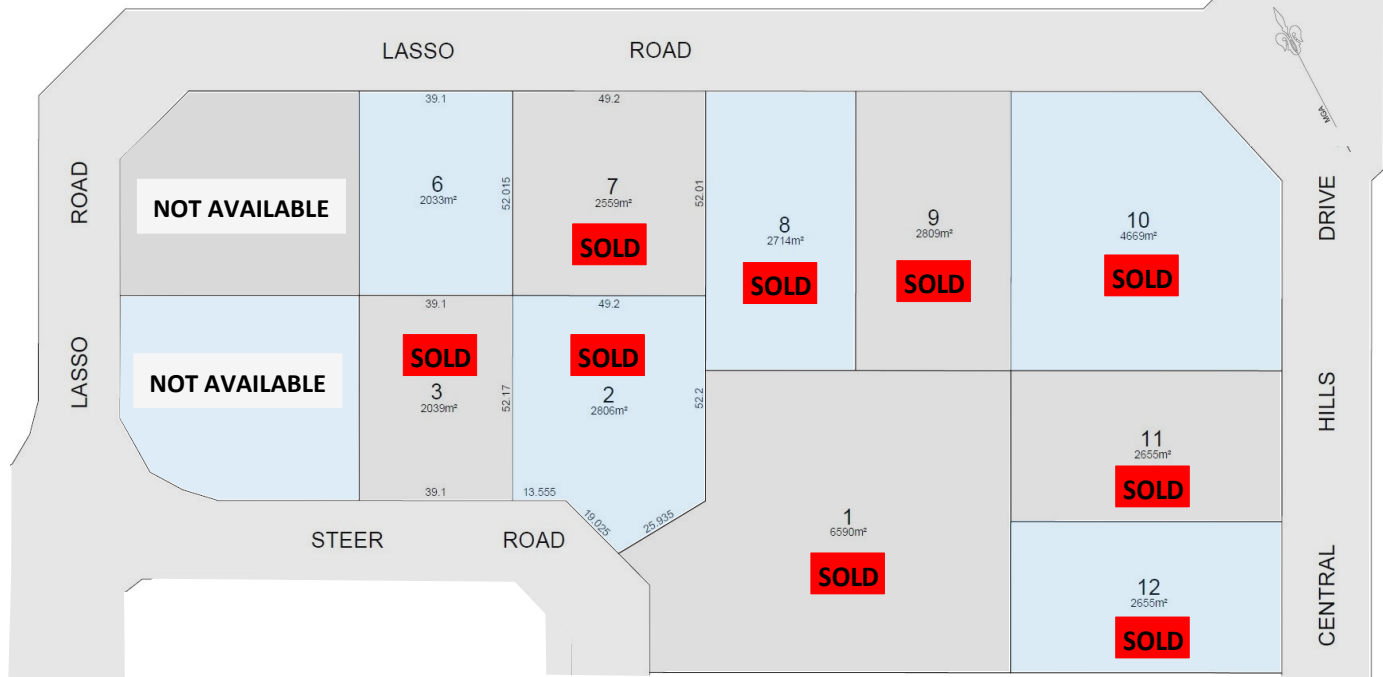 LASSO ROAD
MGA
39.1
49.2
ROAD
NOT AVAILABLE
6
2033m²
52.015
7
2559m²
SOLD
52.01
8
2714m²
SOLD
9
2809m²
SOLD
10
4669m²
SOLD
DRIVE
LASSO
NOT AVAILABLE
39.1
SOLD
3
2039m²
52.17
39.1
49.2
SOLD
2
2806m²
52.2
13.555
19.025
25.935
HILLS
11
2655m²
SOLD
1
6590m²
SOLD
STEER ROAD
12
2655m²
SOLD
CENTRAL